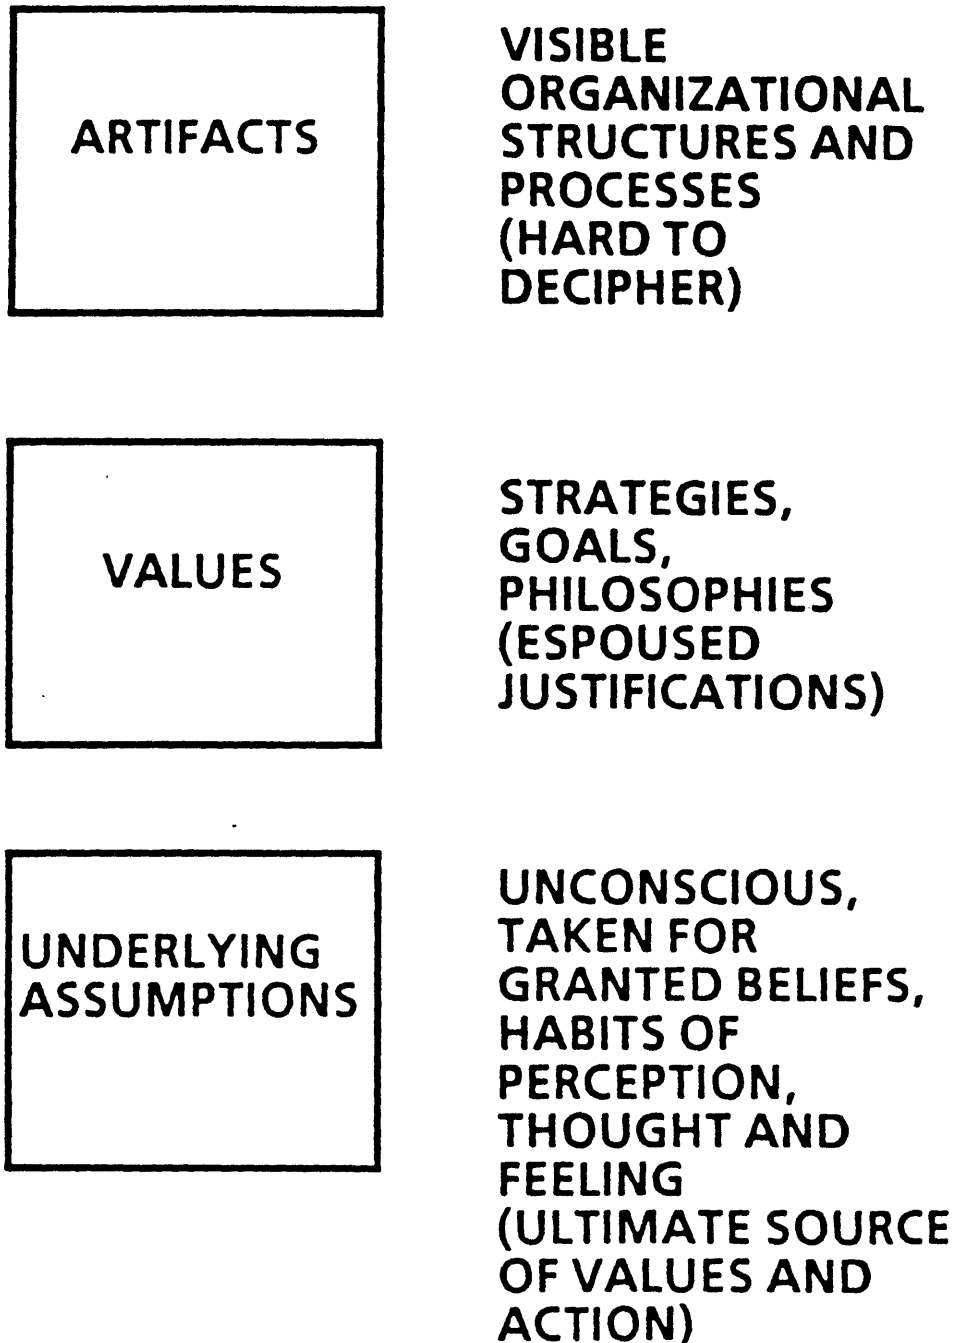 ARTIFACTS
VISIBLE
ORGANIZATIONAL
STRUCTURES AND
PROCESSES
(HARD TO
DECIPHER)
VALUES
STRATEGIES,
GOALS,
PHILOSOPHIES
(ESPOUSED
JUSTIFICATIONS)
UNDERLYING
ASSUMPTIONS
UNCONSCIOUS,
TAKEN FOR
GRANTED BELIEFS,
HABITS OF
PERCEPTION,
THOUGHT AND
FEELING
(ULTIMATE SOURCE
OF VALUES AND
ACTION)